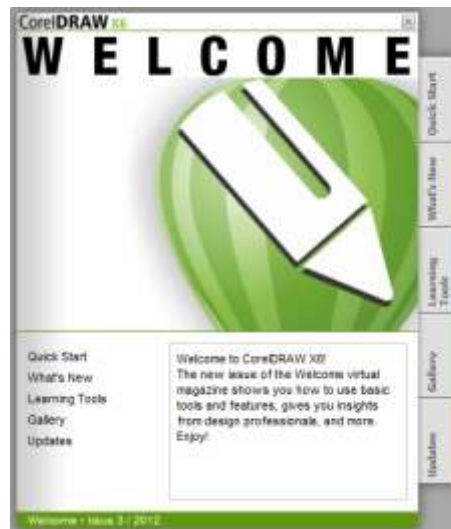 CorelDRAW X6
WELCOME
Quick Start
What's New
Learning Tools
Gallery
Updates
Welcome to CorelDRAW X6!
The new issue of the Welcome virtual
magazine shows you how to use basic
tools and features, gives you insights
from design professionals, and more.
Enjoy!
Quick Start
What's New
Learning
Tools
Gallery
Updates
Welcome • Issue 3 / 2012